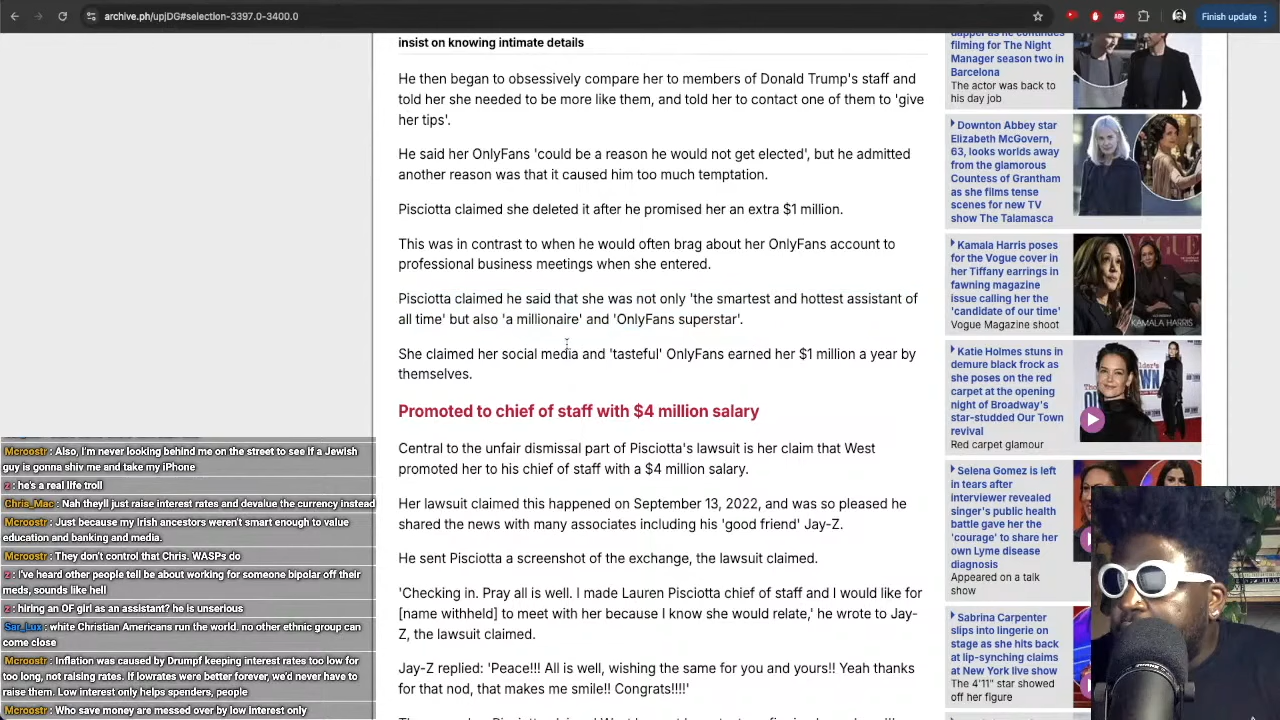 archive.ph/upjDG#selection-3397.0-3400.0
ABP
Finish update
insist on knowing intimate details
He then began to obsessively compare her to members of Donald Trump's staff and
told her she needed to be more like them, and told her to contact one of them to 'give
her tips'.
He said her OnlyFans 'could be a reason he would not get elected', but he admitted
another reason was that it caused him too much temptation.
Pisciotta claimed she deleted it after he promised her an extra $1 million.
This was in contrast to when he would often brag about her OnlyFans account to
professional business meetings when she entered.
Pisciotta claimed he said that she was not only 'the smartest and hottest assistant of
all time' but also 'a millionaire' and 'OnlyFans superstar'.
She claimed her social media and 'tasteful' OnlyFans earned her $1 million a year by
themselves.
Promoted to chief of staff with $4 million salary
Central to the unfair dismissal part of Pisciotta's lawsuit is her claim that West
promoted her to his chief of staff with a $4 million salary.
Her lawsuit claimed this happened on September 13, 2022, and was so pleased he
shared the news with many associates including his 'good friend' Jay-Z.
He sent Pisciotta a screenshot of the exchange, the lawsuit claimed.
'Checking in. Pray all is well. I made Lauren Pisciotta chief of staff and I would like for
[name withheld] to meet with her because I know she would relate,' he wrote to Jay-
Z, the lawsuit claimed.
Jay-Z replied: 'Peace!!! All is well, wishing the same for you and yours!! Yeah thanks
for that nod, that makes me smile!! Congrats!!!!'
dapper as he continues
filming for The Night
Manager season two in
Barcelona
The actor was back to
his day job
Downton Abbey star
Elizabeth McGovern,
63, looks worlds away
from the glamorous
Countess of Grantham
as she films tense
scenes for new TV
show The Talamasca
Kamala Harris poses
for the Vogue cover in
her Tiffany earrings in
fawning magazine
issue calling her the
'candidate of our time'
Vogue Magazine shoot
KAMALA HARRIS
Katie Holmes stuns in
demure black frock as
she poses on the red
carpet at the opening
night of Broadway's
star-studded Our Town
revival
Red carpet glamour
Selena Gomez is left
in tears after
interviewer revealed
singer's public health
battle gave her the
'courage' to share her
own Lyme disease
diagnosis
Appeared on a talk
show
Sabrina Carpenter
slips into lingerie on
stage as she hits back
at lip-synching claims
at New York live show
The 4'11" star showed
off her figure
Mcroostr : Also, I'm never looking behind me on the street to see if a Jewish
guy is gonna shiv me and take my iPhone
z : he's a real life troll
Chris_Mac : Nah theyll just raise interest rates and devalue the currency instead
Mcroostr : Just because my Irish ancestors weren't smart enough to value
education and banking and media.
Mcroostr : They don't control that Chris. WASPs do
z : I've heard other people tell be about working for someone bipolar off their
meds, sounds like hell
z : hiring an OF girl as an assistant? he is unserious
Sar_Lux : white Christian Americans run the world. no other ethnic group can
come close
Mcroostr : Inflation was caused by Drumpf keeping interest rates too low for
too long, not raising rates. If lowrates were better forever, we'd never have to
raise them. Low interest only helps spenders, people
Mcroostr : Who save money are messed over by low interest only